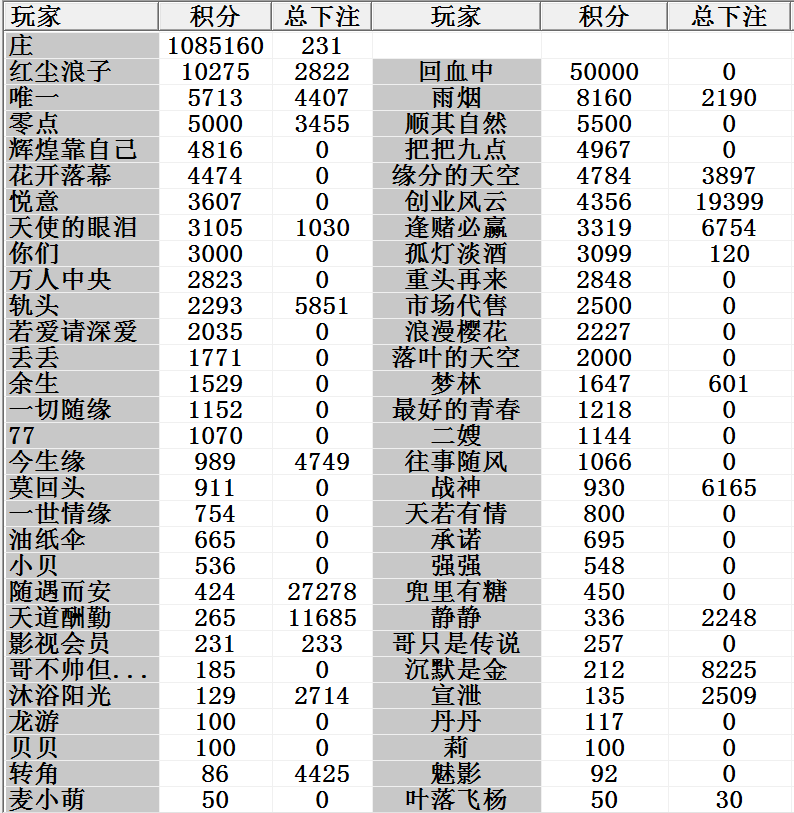 玩家 积分 总下注 玩家 积分 总下注
庄 1085160 231
红尘浪子 10275 2822 回血中 50000 0
唯一 5713 4407 雨烟 8160 2190
零点 5000 3455 顺其自然 5500 0
辉煌靠自己 4816 0 把把九点 4967 0
花开落幕 4474 0 缘分的天空 4784 3897
悦意 3607 0 创业风云 4356 19399
天使的眼泪 3105 1030 逢赌必赢 3319 6754
你们 3000 0 孤灯淡酒 3099 120
万人中央 2823 0 重头再来 2848 0
轨头 2293 5851 市场代售 2500 0
若爱请深爱 2035 0 浪漫樱花 2227 0
丢丢 1771 0 落叶的天空 2000 0
余生 1529 0 梦林 1647 601
一切随缘 1152 0 最好的青春 1218 0
77 1070 0 二嫂 1144 0
今生缘 989 4749 往事随风 1066 0
莫回头 911 0 战神 930 6165
一世情缘 754 0 天若有情 800 0
油纸伞 665 0 承诺 695 0
小贝 536 0 强强 548 0
随遇而安 424 27278 兜里有糖 450 0
天道酬勤 265 11685 静静 336 2248
影视会员 231 233 哥只是传说 257 0
哥不帅但... 185 0 沉默是金 212 8225
沐浴阳光 129 2714 宣泄 135 2509
龙游 100 0 丹丹 117 0
贝贝 100 0 莉 100 0
转角 86 4425 魅影 92 0
麦小萌 50 0 叶落飞杨 50 30